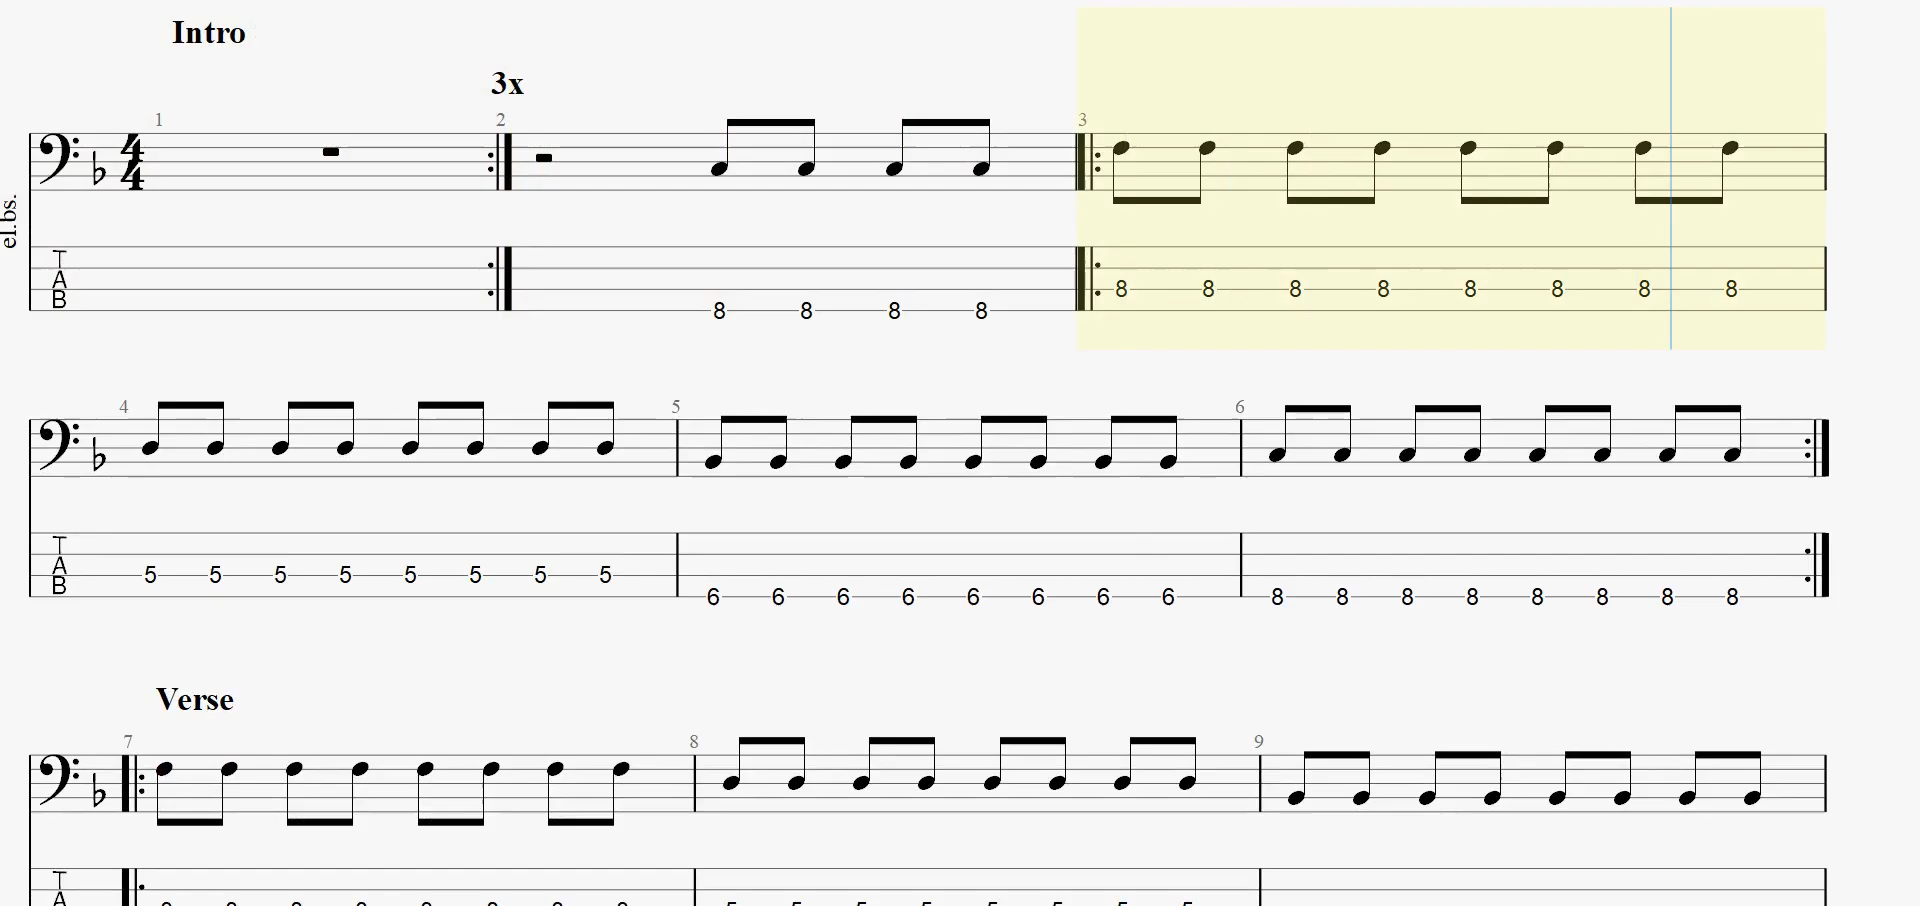 Intro
3x
1 2 3
4 4
el.bs.
T A B
8 8 8 8 8 8 8 8 8 8 8 8
4 5 6
T A B
5 5 5 5 5 5 5 5 6 6 6 6 6 6 6 6 8 8 8 8 8 8 8 8
Verse
7 8 9
T